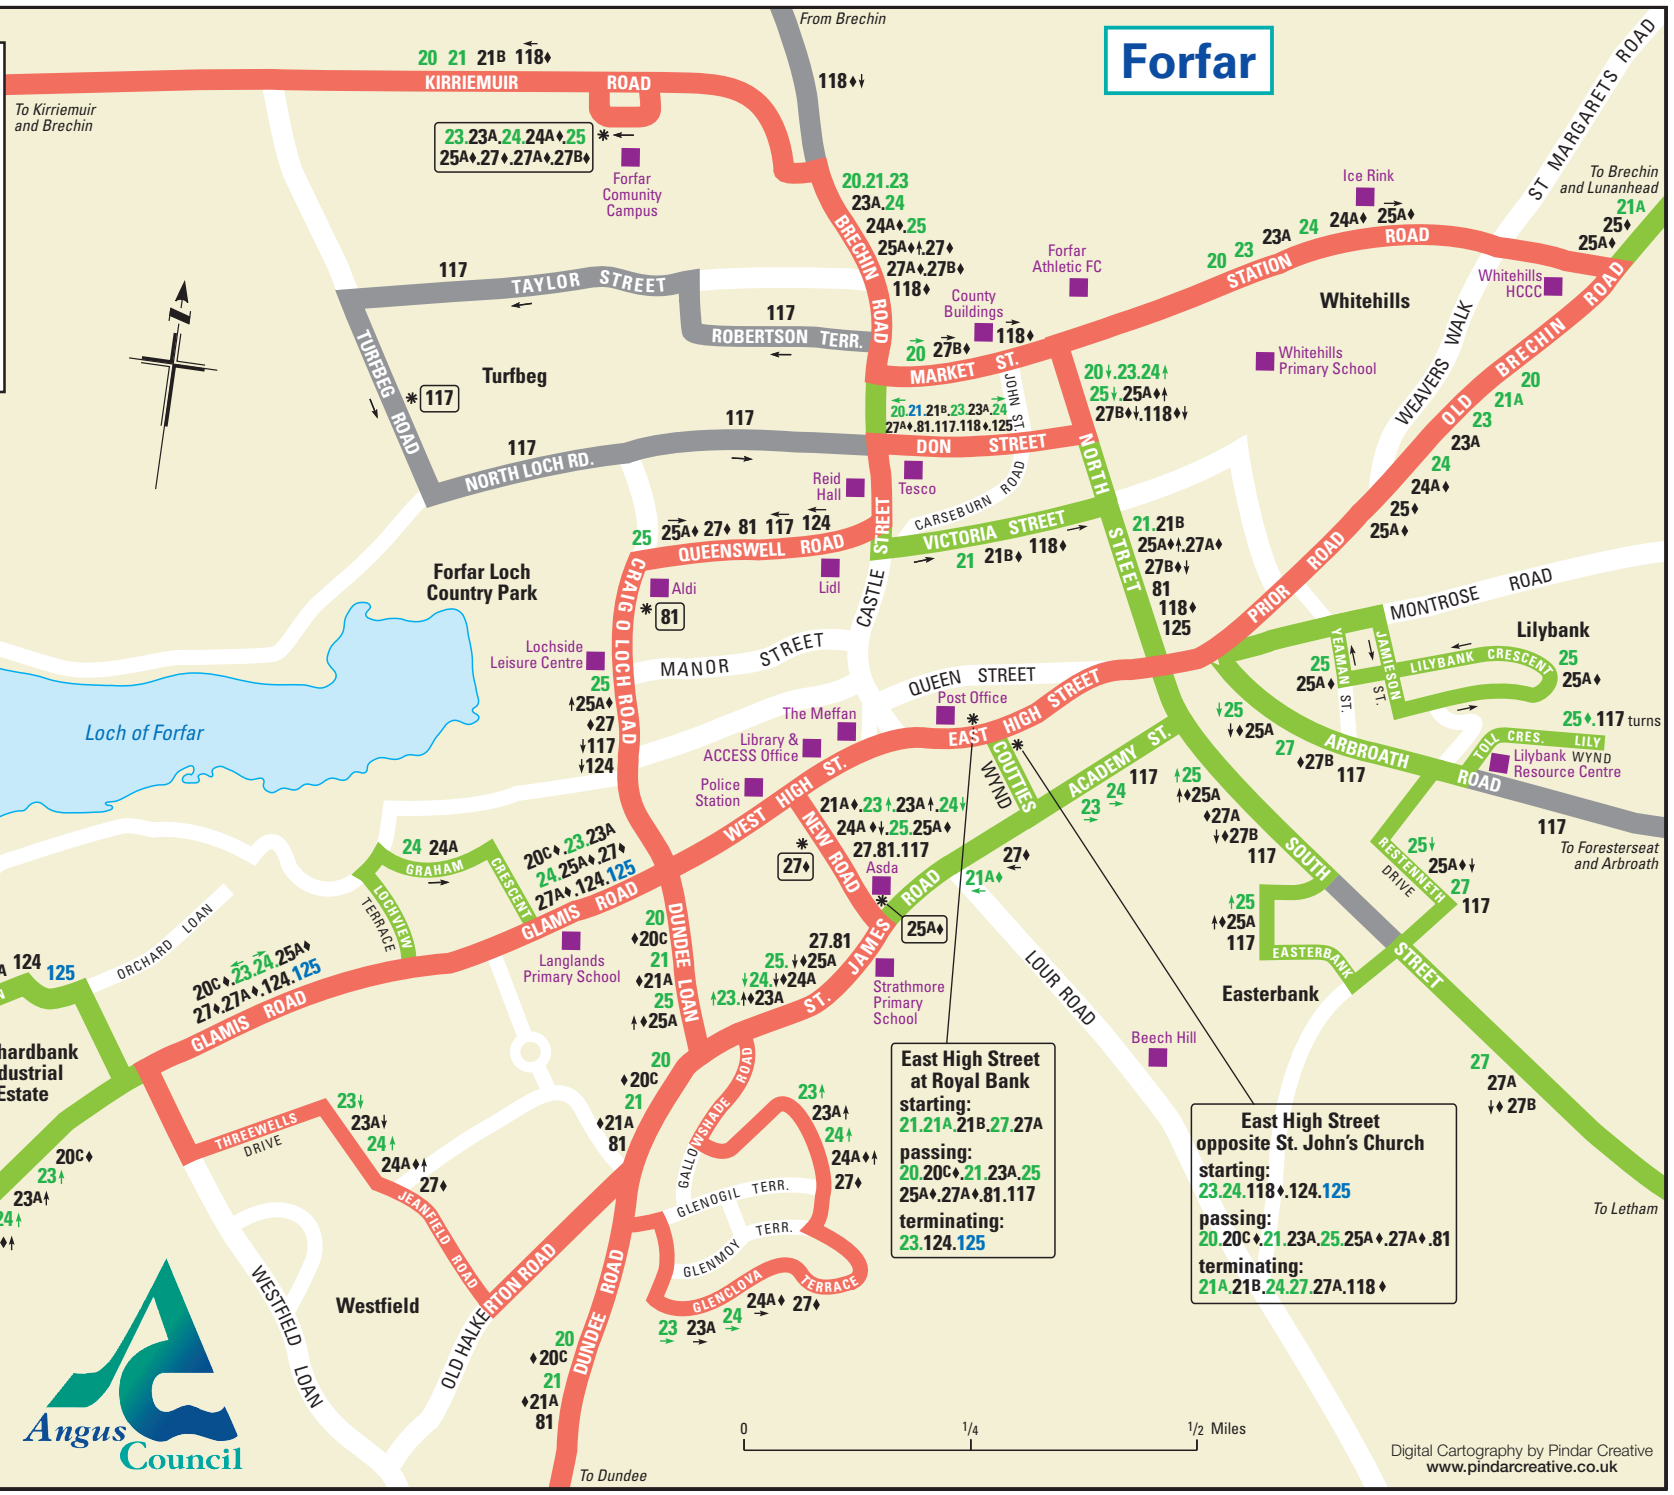 From Brechin
Forfar
20 21 21B 118♦
KIRRIEMUIR ROAD
118♦↓
To Kirriemuir
and Brechin
23.23A.24.24A♦.25
25A♦.27♦.27A♦.27B♦
✳←
Forfar
Comunity
Campus
ST MARGARETS ROAD
To Brechin
and Lunanhead
21A
25♦
25A♦
20.21.23
23A.24
24A♦.25
25A♦↑.27♦
27A♦.27B♦
118♦
BRECHIN ROAD
Ice Rink
20 23 23A 24 24A♦ 25A♦
STATION ROAD
Forfar
Athletic FC
County
Buildings
Whitehills
HCCC
Whitehills
Whitehills
Primary School
WEAVERS WALK
OLD BRECHIN ROAD
117
TAYLOR STREET
117
ROBERTSON TERR.
N
TURFBEG ROAD
Turfbeg
✳ 117
117
NORTH LOCH RD.
117
20 27B♦ 118♦
MARKET ST.
JOHN ST.
20.21.21B.23.23A.24
27A♦.81.117.118♦.125
DON STREET
20↓.23.24↑
25↓.25A♦↑
27B♦↓.118♦↓
NORTH STREET
20
21A
23
23A
24
24A♦
25♦
25A♦
Reid
Hall
Tesco
CARSEBURN ROAD
VICTORIA STREET
21 21B♦ 118♦
25 25A♦ 27♦ 81 117 124
QUEENSWELL ROAD
CASTLE STREET
21.21B
25A♦↑.27A♦
27B♦↓
81
118♦
125
PRIOR ROAD
MONTROSE ROAD
Forfar Loch
Country Park
Aldi
✳ 81
Lidl
CRAIG O LOCH ROAD
Lochside
Leisure Centre
25
↑25A♦
♦27
↓117
↓124
MANOR STREET
Loch of Forfar
QUEEN STREET
Post Office
EAST HIGH STREET
The Meffan
Library &
ACCESS Office
Police
Station
WEST HIGH ST.
Lilybank
YEAMAN ST.
JAMIESON ST.
LILYBANK CRESCENT
25
25A♦
25
25A♦
25♦.117 turns
TOLL CRES.
LILY
WYND
Lilybank
Resource Centre
↓25
↓♦25A
27
♦27B
117
ARBROATH ROAD
117
To Foresterseat
and Arbroath
COUTTIES
WYND
ACADEMY ST.
117
23 24
↑25
↑♦25A
♦27A
↓♦27B
117
SOUTH STREET
RESTENNETH
DRIVE
25↓
25A♦↓
27
117
↑25
↑♦25A
117
EASTERBANK
Easterbank
21A♦.23↑.23A↑.24↓
24A♦↓.25.25A♦
27.81.117
NEW ROAD
✳
27♦
Asda
✳
25A♦
21A♦
27♦
ST. JAMES ROAD
24 24A
GRAHAM CRESCENT
LOCHVIEW
TERRACE
20C♦.23.23A
24.25A♦.27♦
27A♦.124.125
GLAMIS ROAD
Langlands
Primary School
ORCHARD LOAN
124 125
20C♦.23.24.25A♦
27♦.27A♦.124.125
GLAMIS ROAD
20
♦20C
21
♦21A
25
↑♦25A
DUNDEE LOAN
27.81
25.↓♦25A
↓24.↓♦24A
↑23.↑♦23A
Strathmore
Primary
School
LOUR ROAD
Beech Hill
hardbank
dustrial
Estate
20C♦
23↑
23A↑
24↑
♦↑
THREEWELLS
DRIVE
23↓
23A↓
24↑
24A♦↑
27♦
JEANFIELD ROAD
20
♦20C
21
♦21A
81
GALLOWSHADE ROAD
23↑
23A↑
24↑
24A♦↑
27♦
GLENOGIL TERR.
GLENMOY TERR.
GLENCLOVA TERRACE
23 23A 24 24A♦ 27♦
East High Street
at Royal Bank
starting:
21.21A.21B.27.27A
passing:
20.20C♦.21.23A.25
25A♦.27A♦.81.117
terminating:
23.124.125
East High Street
opposite St. John's Church
starting:
23.24.118♦.124.125
passing:
20.20C♦.21.23A.25.25A♦.27A♦.81
terminating:
21A.21B.24.27.27A.118♦
27
27A
↓♦27B
To Letham
WESTFIELD LOAN
Westfield
OLD HALKERTON ROAD
DUNDEE ROAD
20
♦20C
21
♦21A
81
To Dundee
Angus
Council
0 1/4 1/2 Miles
Digital Cartography by Pindar Creative
www.pindarcreative.co.uk